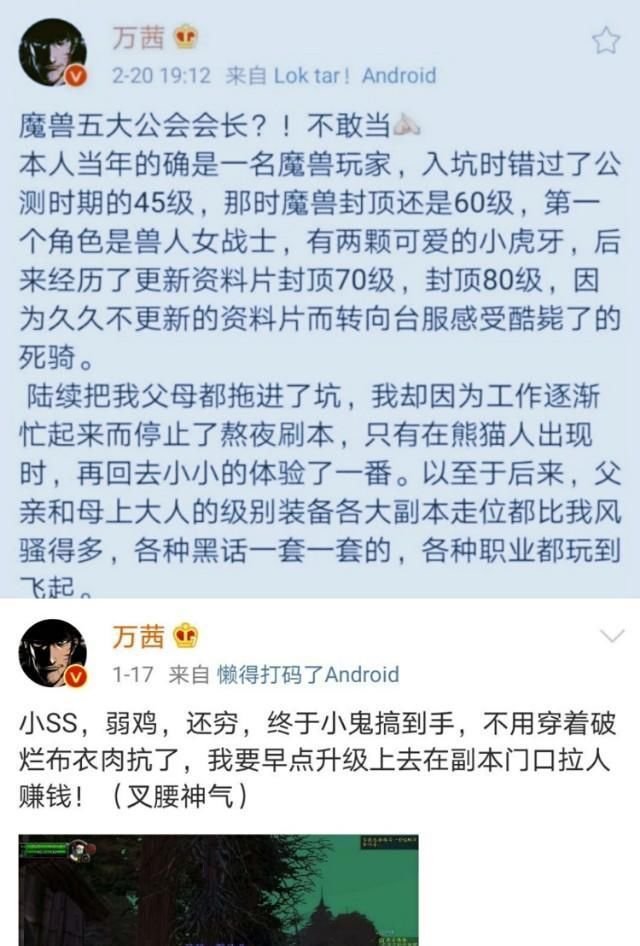 万茜
2-20 19:12 来自 Lok tar！Android
魔兽五大公会会长？！不敢当
本人当年的确是一名魔兽玩家，入坑时错过了公
测时期的45级，那时魔兽封顶还是60级，第一
个角色是兽人女战士，有两颗可爱的小虎牙，后
来经历了更新资料片封顶70级，封顶80级，因
为久久不更新的资料片而转向台服感受酷毙了的
死骑。
陆续把我父母都拖进了坑，我却因为工作逐渐
忙起来而停止了熬夜刷本，只有在熊猫人出现
时，再回去小小的体验了一番。以至于后来，父
亲和母上大人的级别装备各大副本走位都比我风
骚得多，各种黑话一套一套的，各种职业都玩到
飞起。
万茜
1-17 来自 懒得打码了Android
小SS，弱鸡，还穷，终于小鬼搞到手，不用穿着破
烂布衣肉抗了，我要早点升级上去在副本门口拉人
赚钱！（叉腰神气）